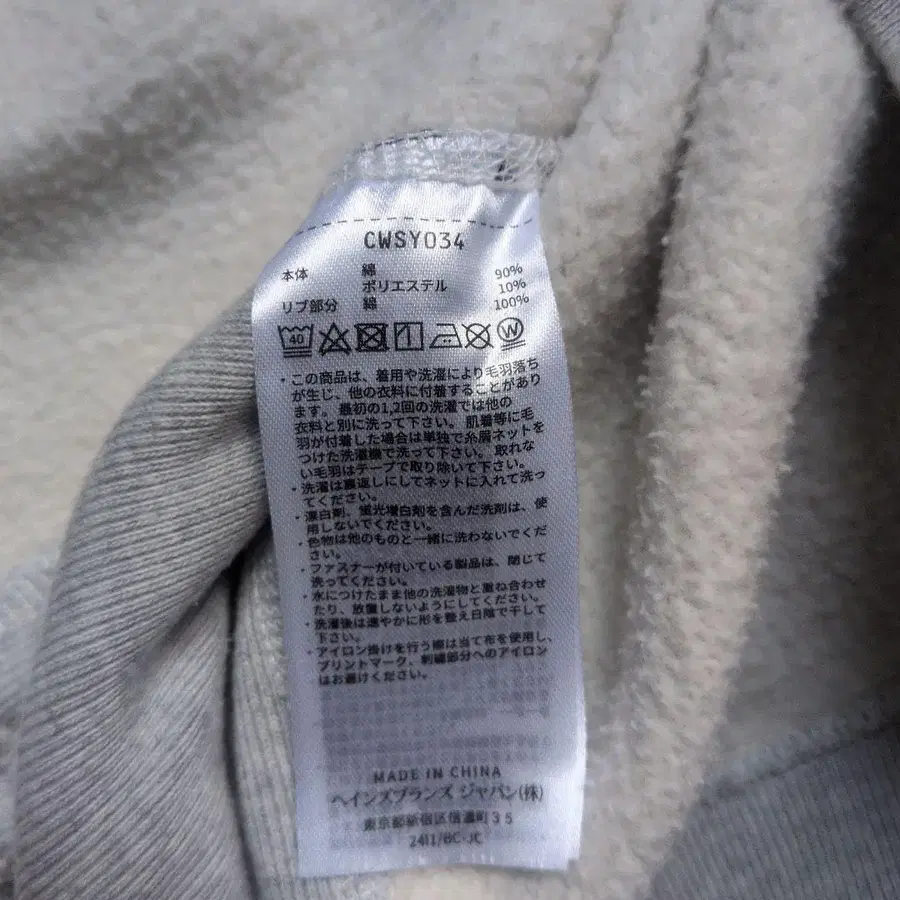 CWSY034
本体 綿 90%
ポリエステル 10%
リブ部分 綿 100%
40
W
・この商品は、着用や洗濯により毛羽落ち
が生じ、他の衣料に付着することがあり
ます。最初の1,2回の洗濯では他の
衣料と別に洗って下さい。肌着等に毛
羽が付着した場合は単独で糸屑ネットを
つけた洗濯機で洗って下さい。取れな
い毛羽はテープで取り除いて下さい。
・洗濯は裏返しにしてネットに入れて洗っ
てください。
・漂白剤、蛍光増白剤を含んだ洗剤は、使
用しないでください。
・色物は他のものと一緒に洗わないでくだ
さい。
・ファスナーが付いている製品は、閉じて
洗ってください。
・水につけたまま他の洗濯物と重ね合わせ
たり、放置しないようにしてください。
・洗濯後は速やかに形を整え日陰で干して
下さい。
・アイロン掛けを行う際は当て布を使用し、
プリントマーク、刺繍部分へのアイロン
はお避けください。
MADE IN CHINA
ヘインズブランズ ジャパン(株)
東京都新宿区信濃町35
2411/BC-JC